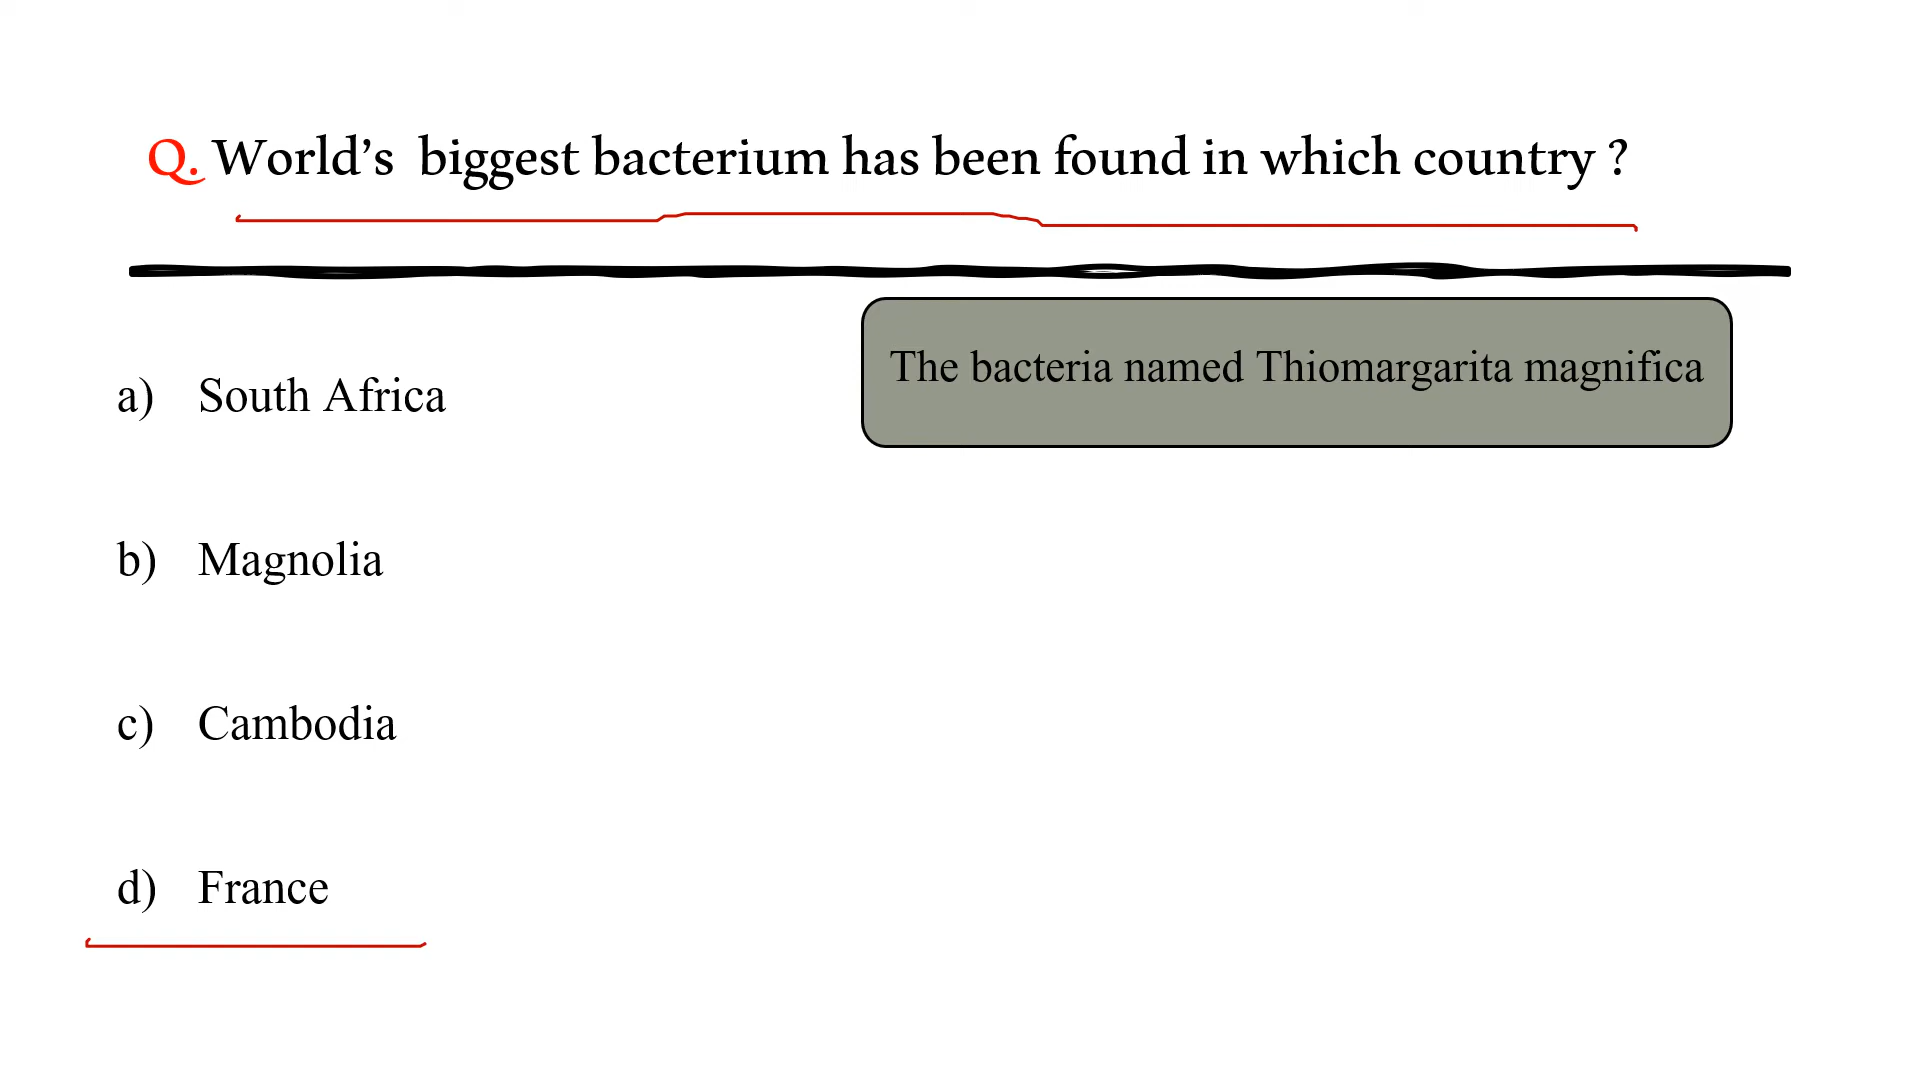 Q. World’s  biggest bacterium has been found in which country ?
The bacteria named Thiomargarita magnifica
a) South Africa
b) Magnolia
c) Cambodia
d) France